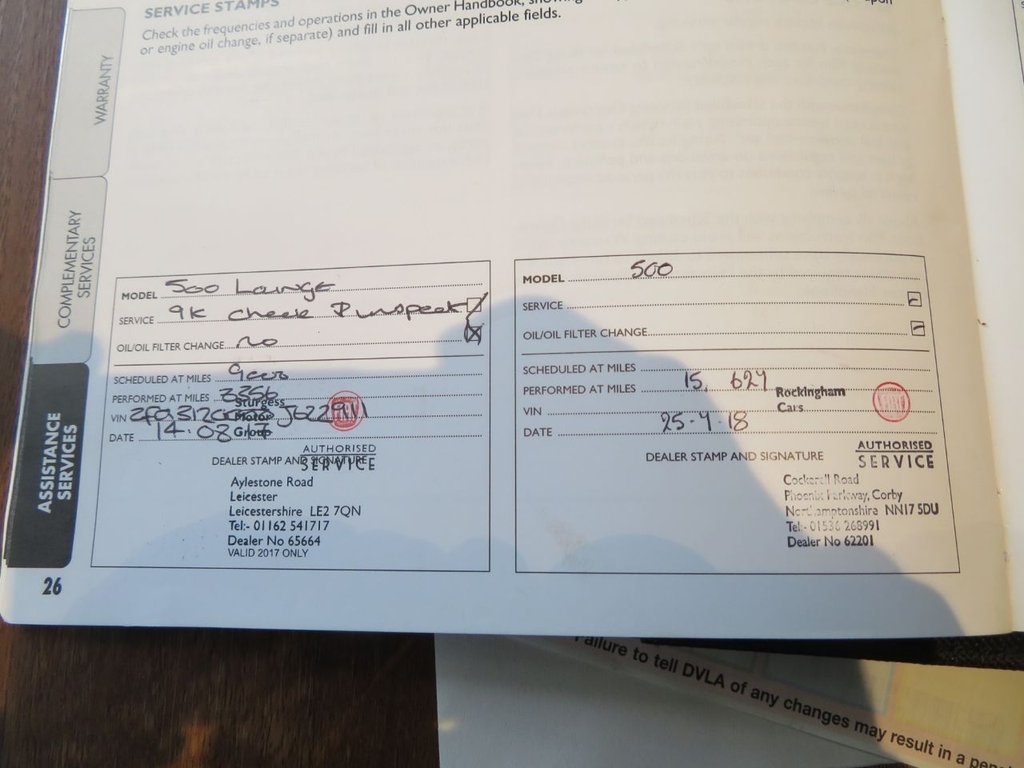 SERVICE STAMPS
Check the frequencies and operations in the Owner Handbook,
or engine oil change, if separate) and fill in all other applicable fields.
WARRANTY
COMPLEMENTARY
SERVICES
ASSISTANCE
SERVICES
MODEL 500 Lounge
SERVICE 9K Check
OIL/OIL FILTER CHANGE NO
SCHEDULED AT MILES
PERFORMED AT MILES
Sturgess
VIN
Motor
DATE 14.08.17
Group
AUTHORISED
DEALER STAMP AND SIGNATURE
SERVICE
Aylestone Road
Leicester
Leicestershire LE2 7QN
Tel:- 01162 541717
Dealer No 65664
VALID 2017 ONLY
MODEL 500
SERVICE
OIL/OIL FILTER CHANGE
SCHEDULED AT MILES
PERFORMED AT MILES 15,627
Rockingham
Cars
VIN
DATE 25-4-18
AUTHORISED
DEALER STAMP AND SIGNATURE
SERVICE
Cockerell Road
Phoenix Parkway, Corby
Northamptonshire NN17 5DU
Tel:- 01536 268991
Dealer No 62201
26
Failure to tell DVLA of any changes may result in a